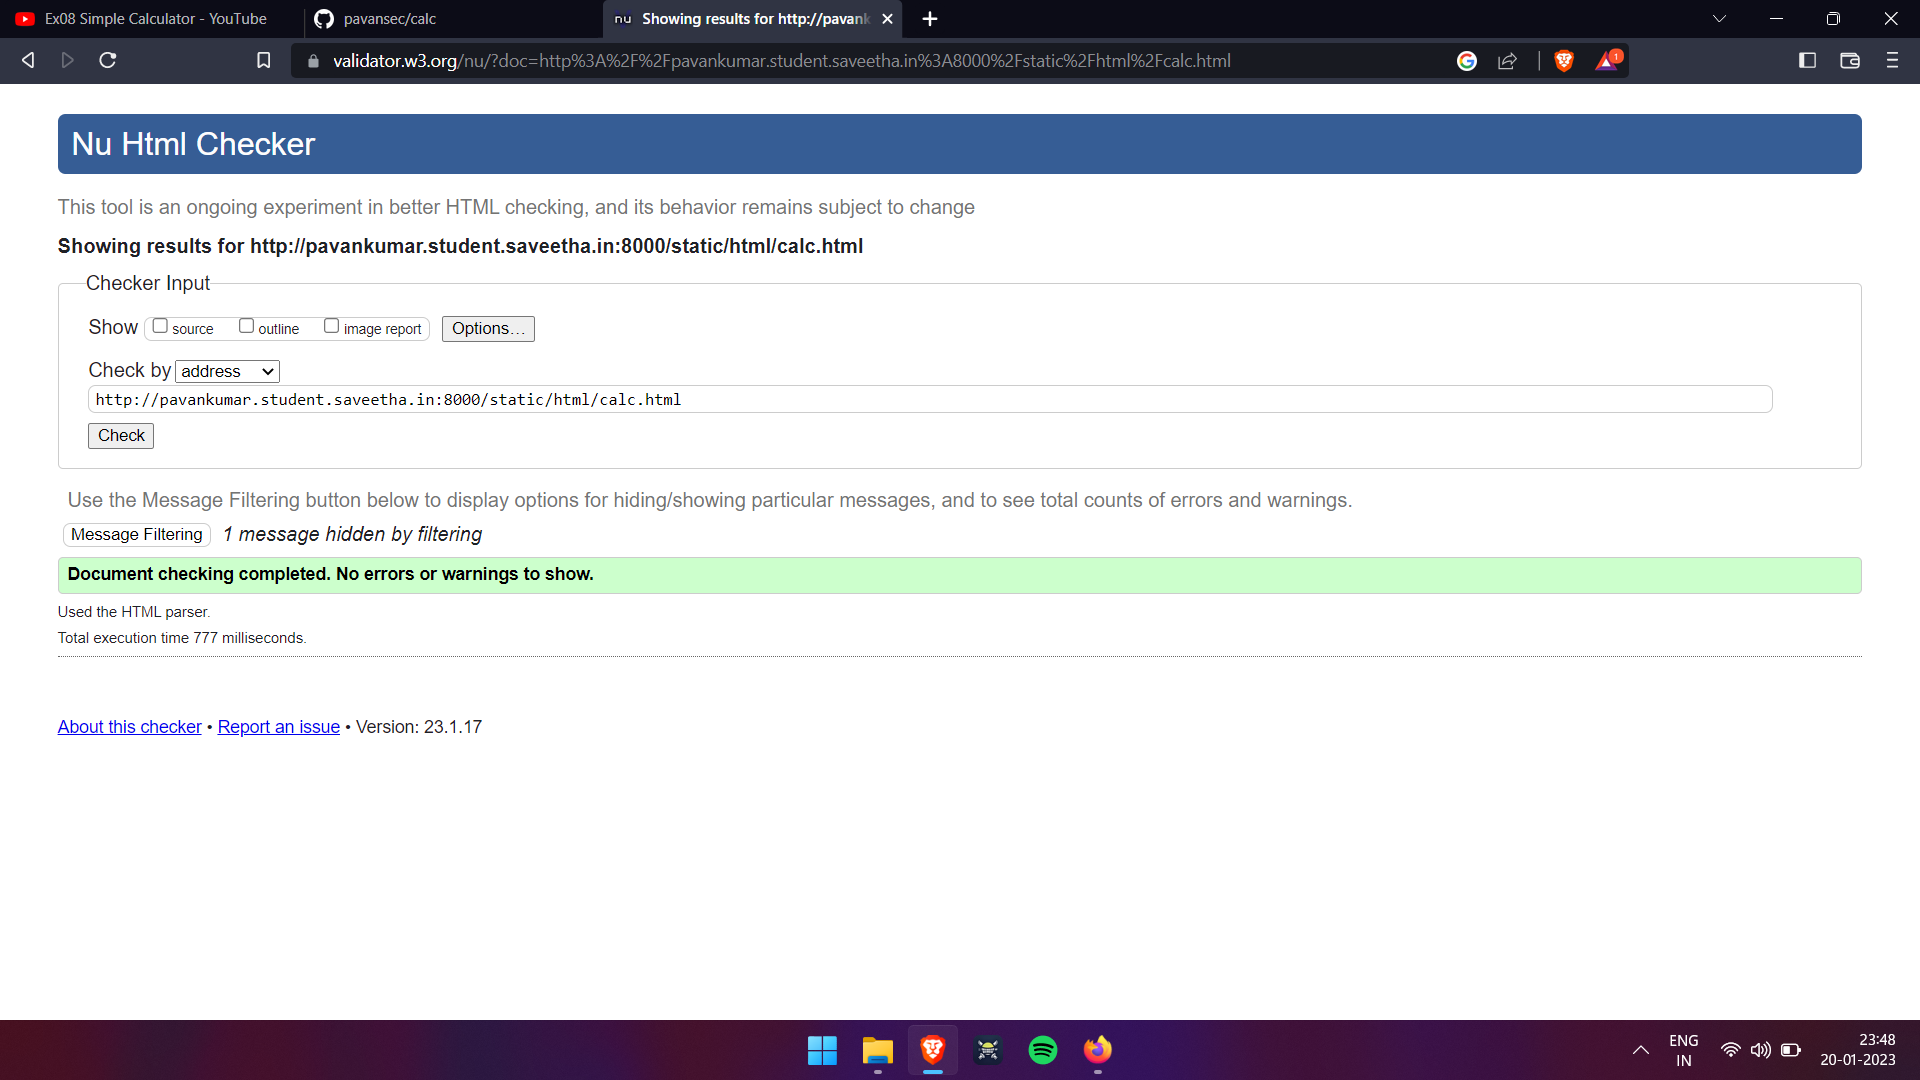 Ex08 Simple Calculator - YouTube
pavansec/calc
nu Showing results for http://pavank
validator.w3.org/nu/?doc=http%3A%2F%2Fpavankumar.student.saveetha.in%3A8000%2Fstatic%2Fhtml%2Fcalc.html
1
Nu Html Checker
This tool is an ongoing experiment in better HTML checking, and its behavior remains subject to change
Showing results for http://pavankumar.student.saveetha.in:8000/static/html/calc.html
Checker Input
Show source outline image report Options...
Check by address
http://pavankumar.student.saveetha.in:8000/static/html/calc.html
Check
Use the Message Filtering button below to display options for hiding/showing particular messages, and to see total counts of errors and warnings.
Message Filtering 1 message hidden by filtering
Document checking completed. No errors or warnings to show.
Used the HTML parser.
Total execution time 777 milliseconds.
About this checker • Report an issue • Version: 23.1.17
ENG
IN
23:48
20-01-2023